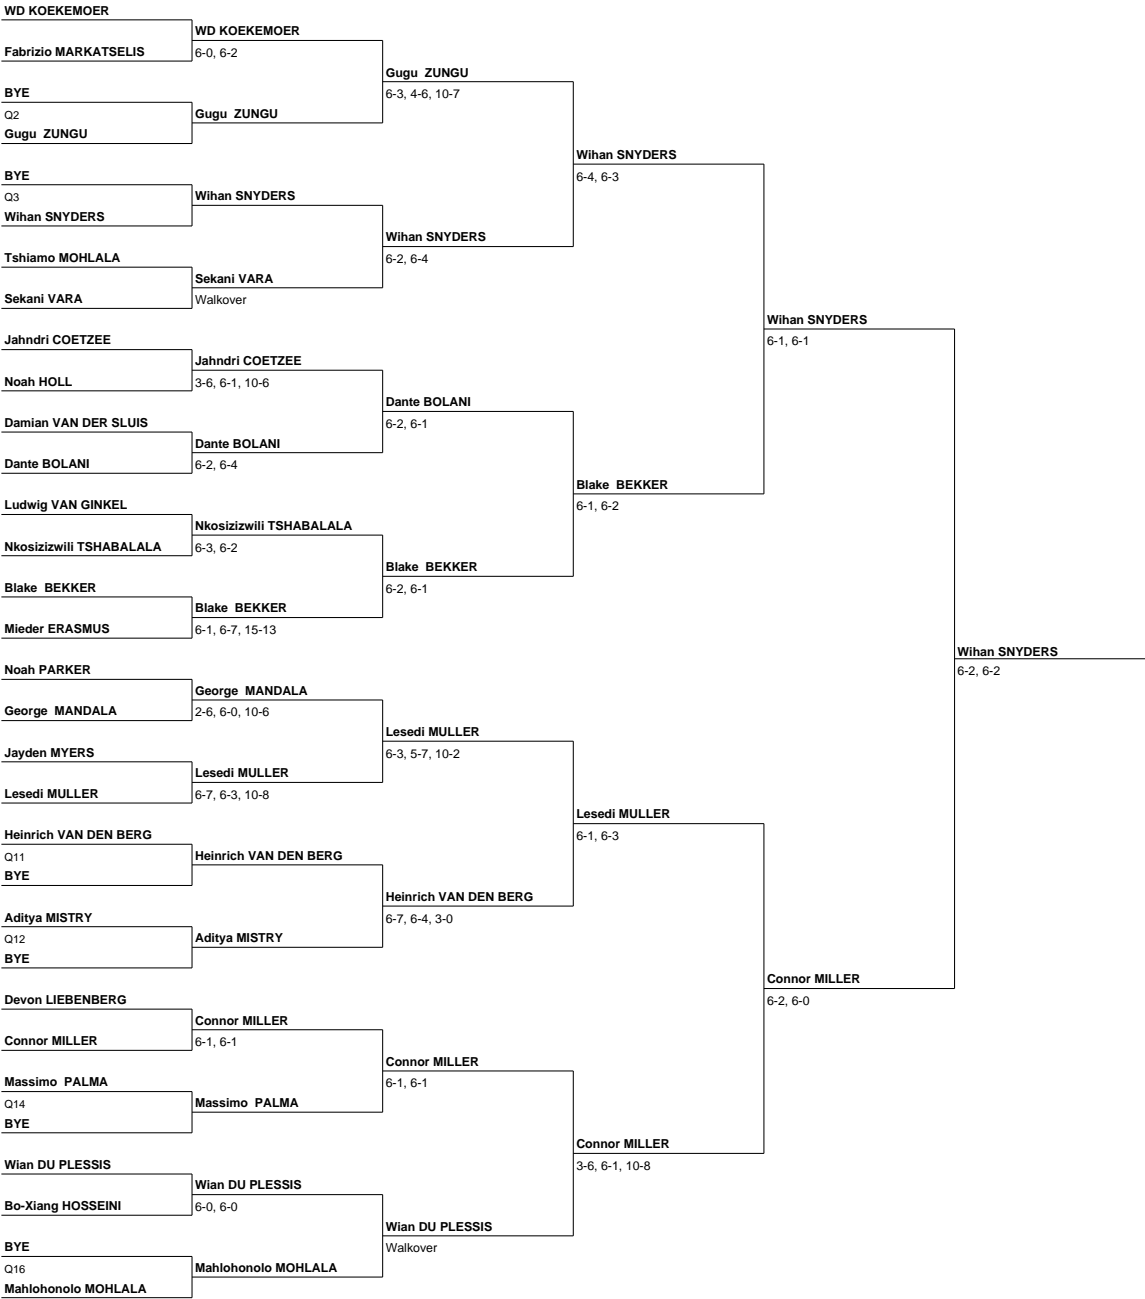 WD KOEKEMOER
WD KOEKEMOER
Fabrizio MARKATSELIS
6-0, 6-2
Gugu ZUNGU
BYE
6-3, 4-6, 10-7
Q2
Gugu ZUNGU
Gugu ZUNGU
Wihan SNYDERS
BYE
6-4, 6-3
Q3
Wihan SNYDERS
Wihan SNYDERS
Wihan SNYDERS
Tshiamo MOHLALA
6-2, 6-4
Sekani VARA
Sekani VARA
Walkover
Wihan SNYDERS
Jahndri COETZEE
6-1, 6-1
Jahndri COETZEE
Noah HOLL
3-6, 6-1, 10-6
Dante BOLANI
Damian VAN DER SLUIS
6-2, 6-1
Dante BOLANI
Dante BOLANI
6-2, 6-4
Blake BEKKER
Ludwig VAN GINKEL
6-1, 6-2
Nkosizizwili TSHABALALA
Nkosizizwili TSHABALALA
6-3, 6-2
Blake BEKKER
Blake BEKKER
6-2, 6-1
Blake BEKKER
Mieder ERASMUS
6-1, 6-7, 15-13
Wihan SNYDERS
Noah PARKER
6-2, 6-2
George MANDALA
George MANDALA
2-6, 6-0, 10-6
Lesedi MULLER
Jayden MYERS
6-3, 5-7, 10-2
Lesedi MULLER
Lesedi MULLER
6-7, 6-3, 10-8
Lesedi MULLER
Heinrich VAN DEN BERG
6-1, 6-3
Q11
Heinrich VAN DEN BERG
BYE
Heinrich VAN DEN BERG
Aditya MISTRY
6-7, 6-4, 3-0
Q12
Aditya MISTRY
BYE
Connor MILLER
Devon LIEBENBERG
6-2, 6-0
Connor MILLER
Connor MILLER
6-1, 6-1
Connor MILLER
Massimo PALMA
6-1, 6-1
Q14
Massimo PALMA
BYE
Connor MILLER
Wian DU PLESSIS
3-6, 6-1, 10-8
Wian DU PLESSIS
Bo-Xiang HOSSEINI
6-0, 6-0
Wian DU PLESSIS
BYE
Walkover
Q16
Mahlohonolo MOHLALA
Mahlohonolo MOHLALA